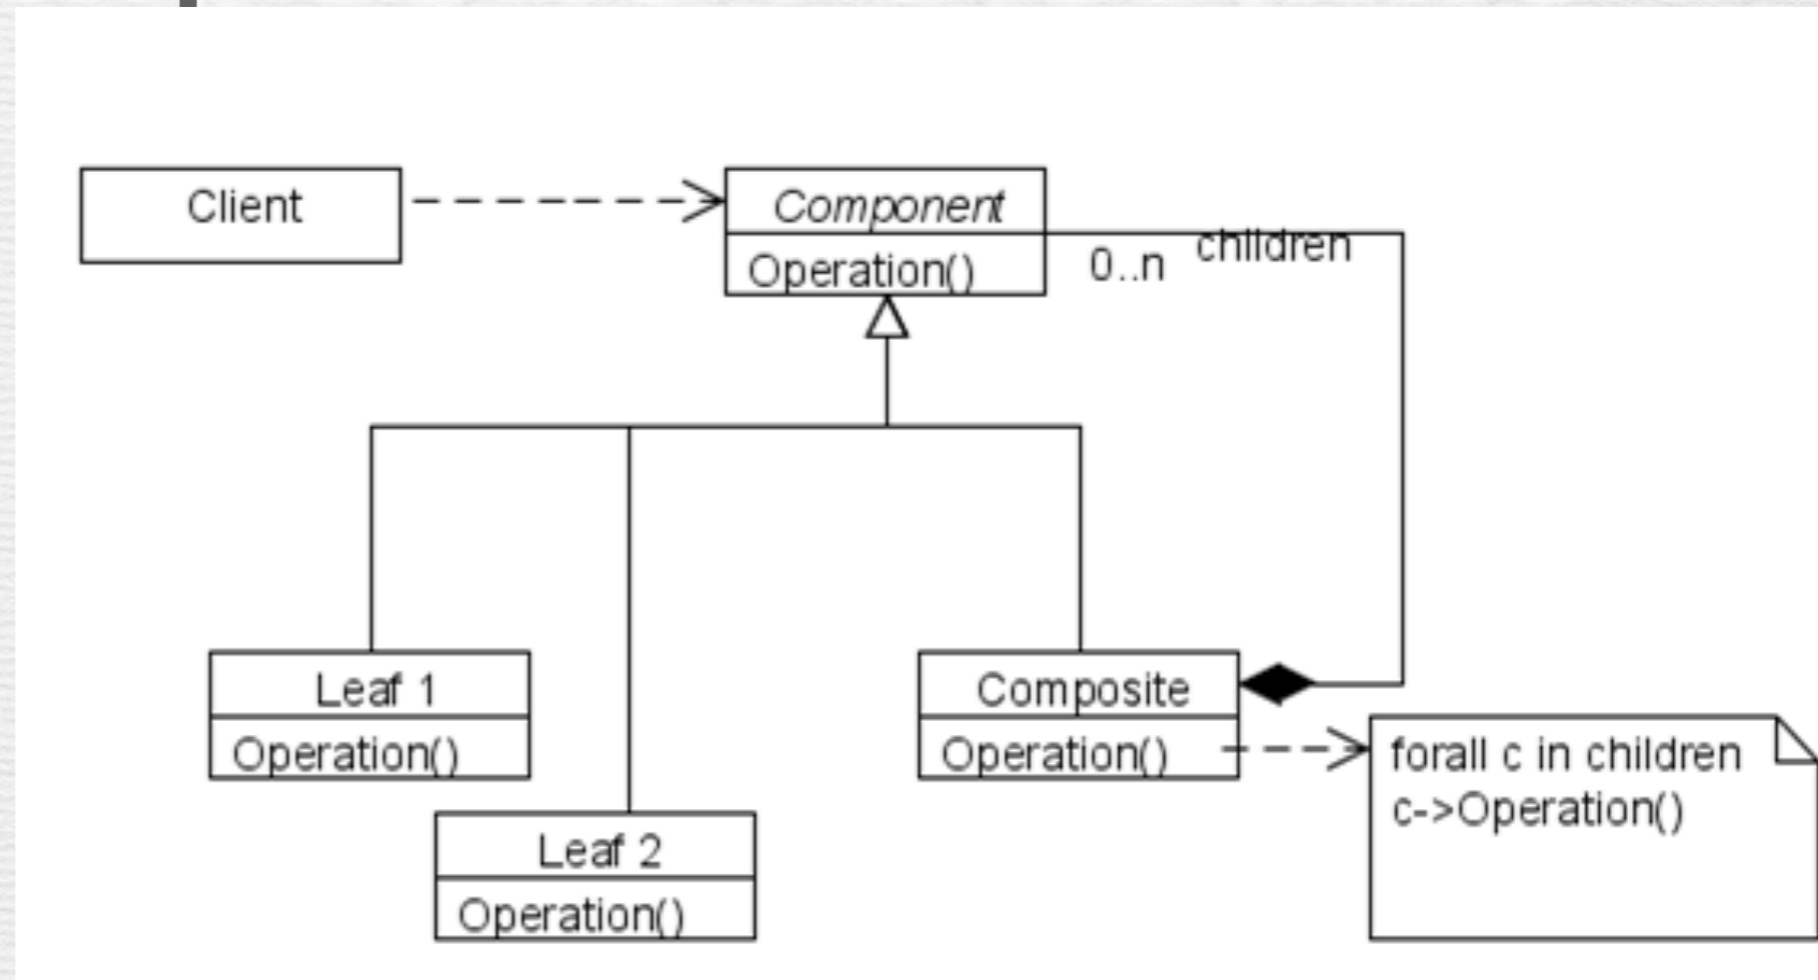 Client
Component
Operation()
0..n
children
Leaf 1
Operation()
Leaf 2
Operation()
Composite
Operation()
forall c in children
c->Operation()